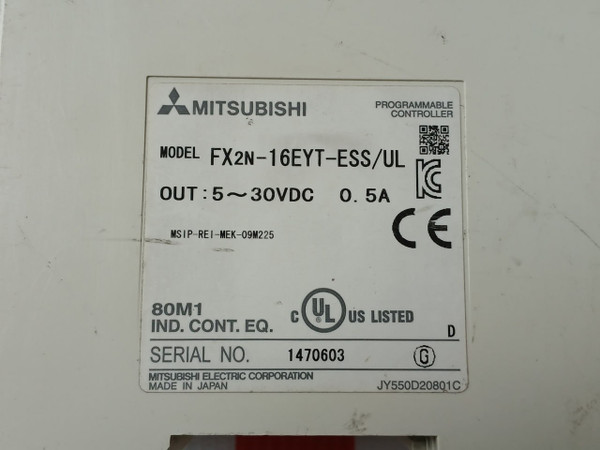 MITSUBISHI
PROGRAMMABLE
CONTROLLER
MODEL FX2N-16EYT-ESS/UL
OUT:5~30VDC 0.5A
MSIP-REI-MEK-09M225
CE
80M1
IND. CONT. EQ.
C UL US LISTED
D
SERIAL NO. 1470603 G
MITSUBISHI ELECTRIC CORPORATION
MADE IN JAPAN
JY550D20801C